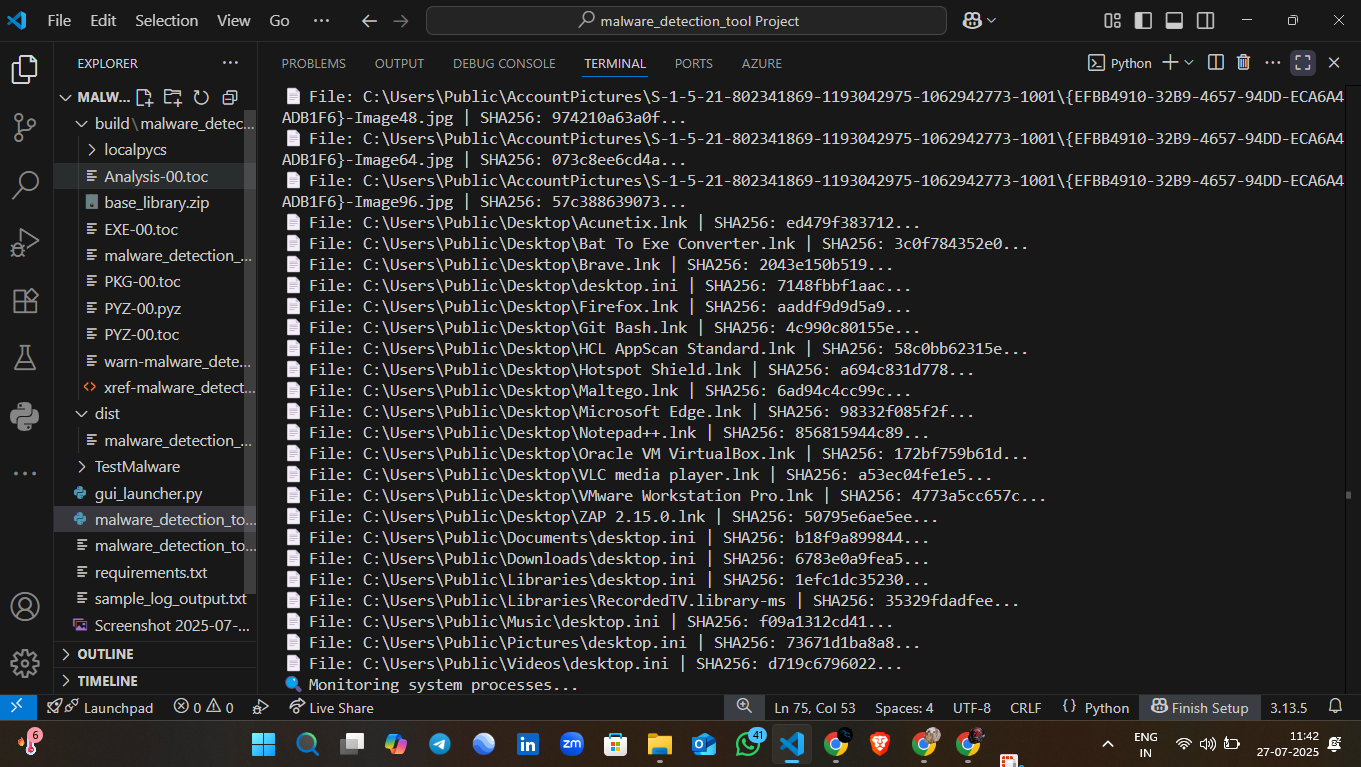 File Edit Selection View Go ··· malware_detection_tool Project
EXPLORER ···
MALW...
build\malware_detec...
localpycs
Analysis-00.toc
base_library.zip
EXE-00.toc
malware_detection_...
PKG-00.toc
PYZ-00.pyz
PYZ-00.toc
warn-malware_dete...
xref-malware_detect...
dist
malware_detection_...
TestMalware
gui_launcher.py
malware_detection_to...
malware_detection_to...
requirements.txt
sample_log_output.txt
Screenshot 2025-07-...
OUTLINE
TIMELINE
PROBLEMS OUTPUT DEBUG CONSOLE TERMINAL PORTS AZURE Python ···
File: C:\Users\Public\AccountPictures\S-1-5-21-802341869-1193042975-1062942773-1001\{EFBB4910-32B9-4657-94DD-ECA6A4
ADB1F6}-Image48.jpg | SHA256: 974210a63a0f...
File: C:\Users\Public\AccountPictures\S-1-5-21-802341869-1193042975-1062942773-1001\{EFBB4910-32B9-4657-94DD-ECA6A4
ADB1F6}-Image64.jpg | SHA256: 073c8ee6cd4a...
File: C:\Users\Public\AccountPictures\S-1-5-21-802341869-1193042975-1062942773-1001\{EFBB4910-32B9-4657-94DD-ECA6A4
ADB1F6}-Image96.jpg | SHA256: 57c388639073...
File: C:\Users\Public\Desktop\Acunetix.lnk | SHA256: ed479f383712...
File: C:\Users\Public\Desktop\Bat To Exe Converter.lnk | SHA256: 3c0f784352e0...
File: C:\Users\Public\Desktop\Brave.lnk | SHA256: 2043e150b519...
File: C:\Users\Public\Desktop\desktop.ini | SHA256: 7148fbbf1aac...
File: C:\Users\Public\Desktop\Firefox.lnk | SHA256: aaddf9d9d5a9...
File: C:\Users\Public\Desktop\Git Bash.lnk | SHA256: 4c990c80155e...
File: C:\Users\Public\Desktop\HCL AppScan Standard.lnk | SHA256: 58c0bb62315e...
File: C:\Users\Public\Desktop\Hotspot Shield.lnk | SHA256: a694c831d778...
File: C:\Users\Public\Desktop\Maltego.lnk | SHA256: 6ad94c4cc99c...
File: C:\Users\Public\Desktop\Microsoft Edge.lnk | SHA256: 98332f085f2f...
File: C:\Users\Public\Desktop\Notepad++.lnk | SHA256: 856815944c89...
File: C:\Users\Public\Desktop\Oracle VM VirtualBox.lnk | SHA256: 172bf759b61d...
File: C:\Users\Public\Desktop\VLC media player.lnk | SHA256: a53ec04fe1e5...
File: C:\Users\Public\Desktop\VMware Workstation Pro.lnk | SHA256: 4773a5cc657c...
File: C:\Users\Public\Desktop\ZAP 2.15.0.lnk | SHA256: 50795e6ae5ee...
File: C:\Users\Public\Documents\desktop.ini | SHA256: b18f9a899844...
File: C:\Users\Public\Downloads\desktop.ini | SHA256: 6783e0a9fea5...
File: C:\Users\Public\Libraries\desktop.ini | SHA256: 1efc1dc35230...
File: C:\Users\Public\Libraries\RecordedTV.library-ms | SHA256: 35329fdadfee...
File: C:\Users\Public\Music\desktop.ini | SHA256: f09a1312cd41...
File: C:\Users\Public\Pictures\desktop.ini | SHA256: 73671d1ba8a8...
File: C:\Users\Public\Videos\desktop.ini | SHA256: d719c6796022...
Monitoring system processes...
Launchpad 0 0 Live Share Ln 75, Col 53 Spaces: 4 UTF-8 CRLF {} Python Finish Setup 3.13.5
6 in zm 41 ENG 11:42
IN 27-07-2025